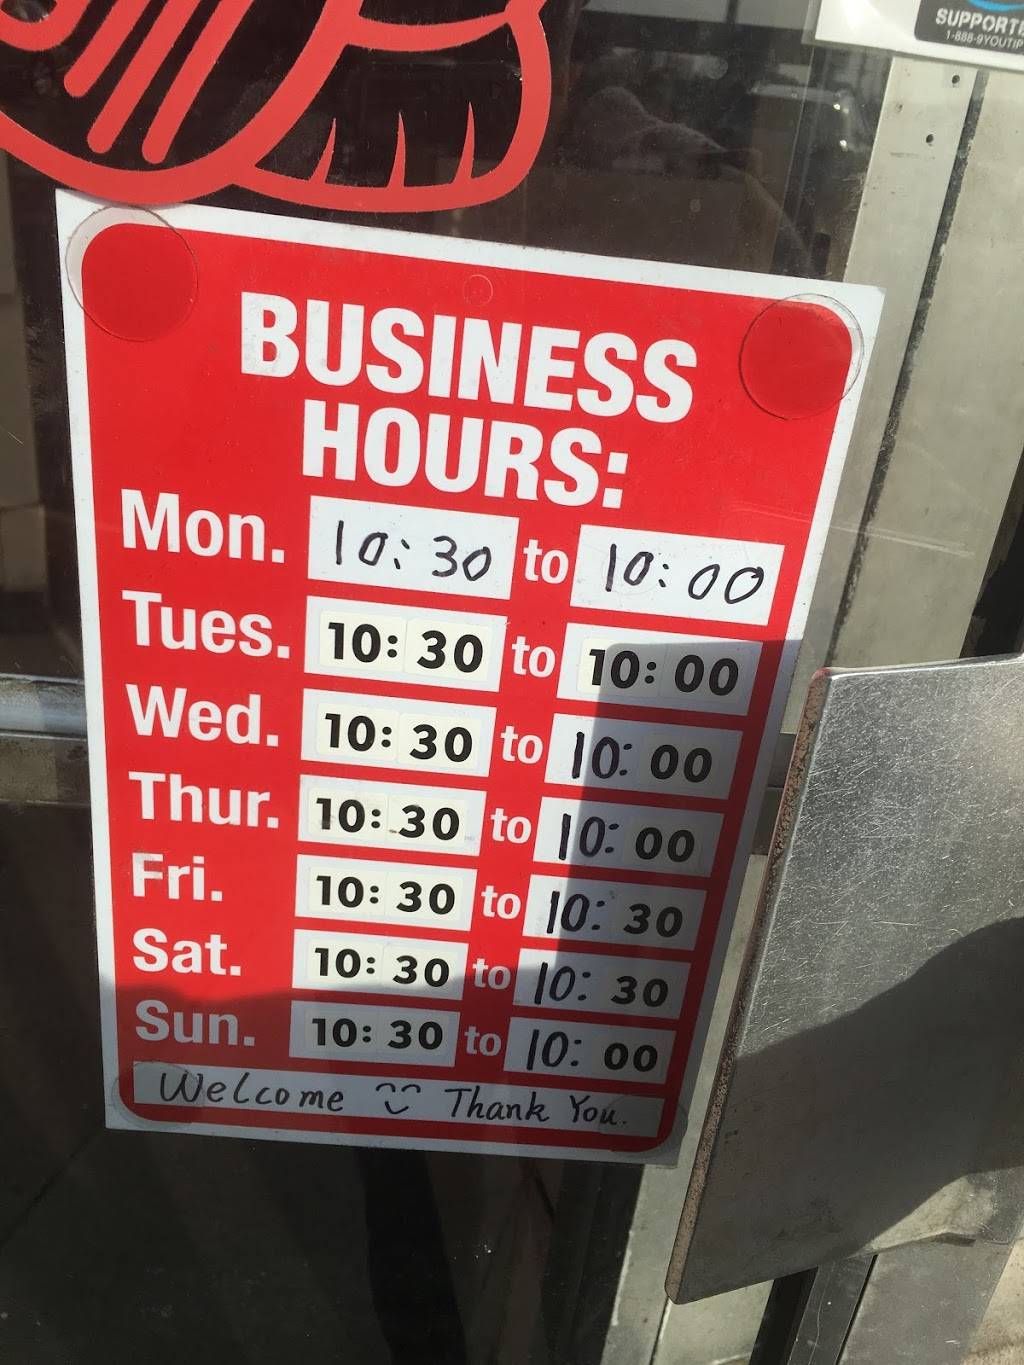 SUPPORT
1-888-9YOUTIP
BUSINESS
HOURS:
Mon. 10:30 to 10:00
Tues. 10:30 to 10:00
Wed. 10:30 to 10:00
Thur. 10:30 to 10:00
Fri. 10:30 to 10:30
Sat. 10:30 to 10:30
Sun. 10:30 to 10:00
Welcome Thank You.